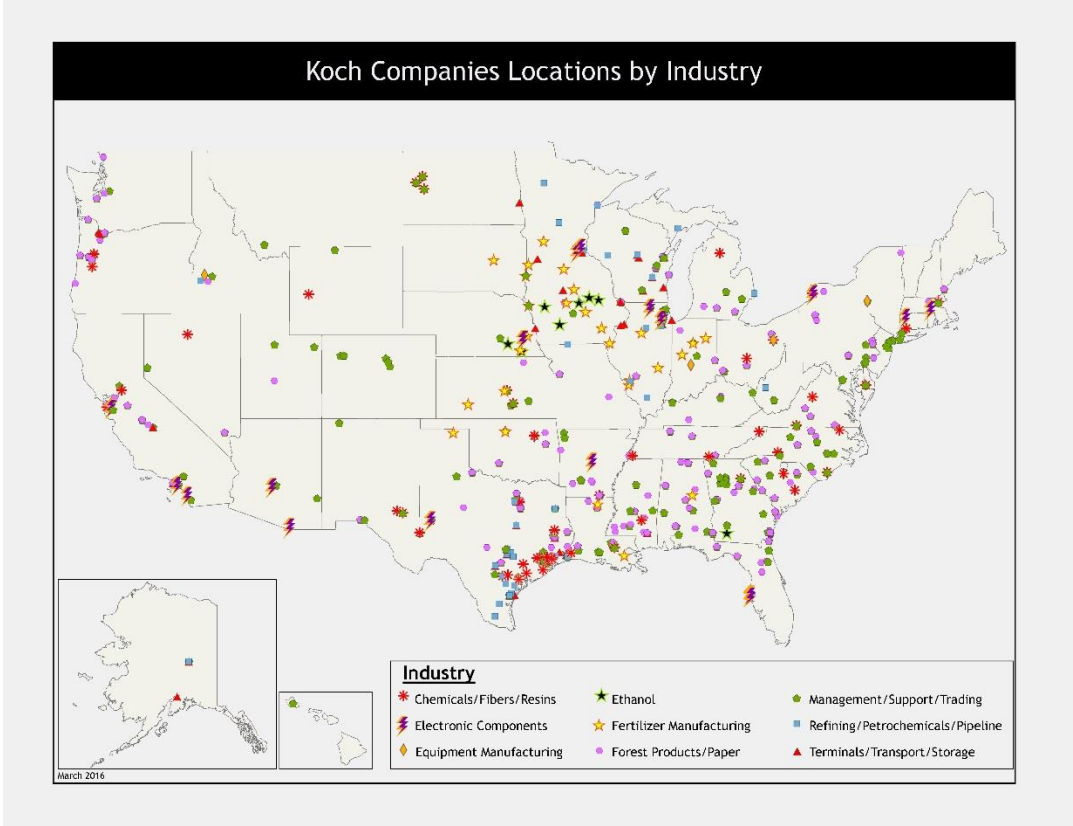 Koch Companies Locations by Industry
Industry
Chemicals/Fibers/Resins
Electronic Components
Equipment Manufacturing
Ethanol
Fertilizer Manufacturing
Forest Products/Paper
Management/Support/Trading
Refining/Petrochemicals/Pipeline
Terminals/Transport/Storage
March 2016